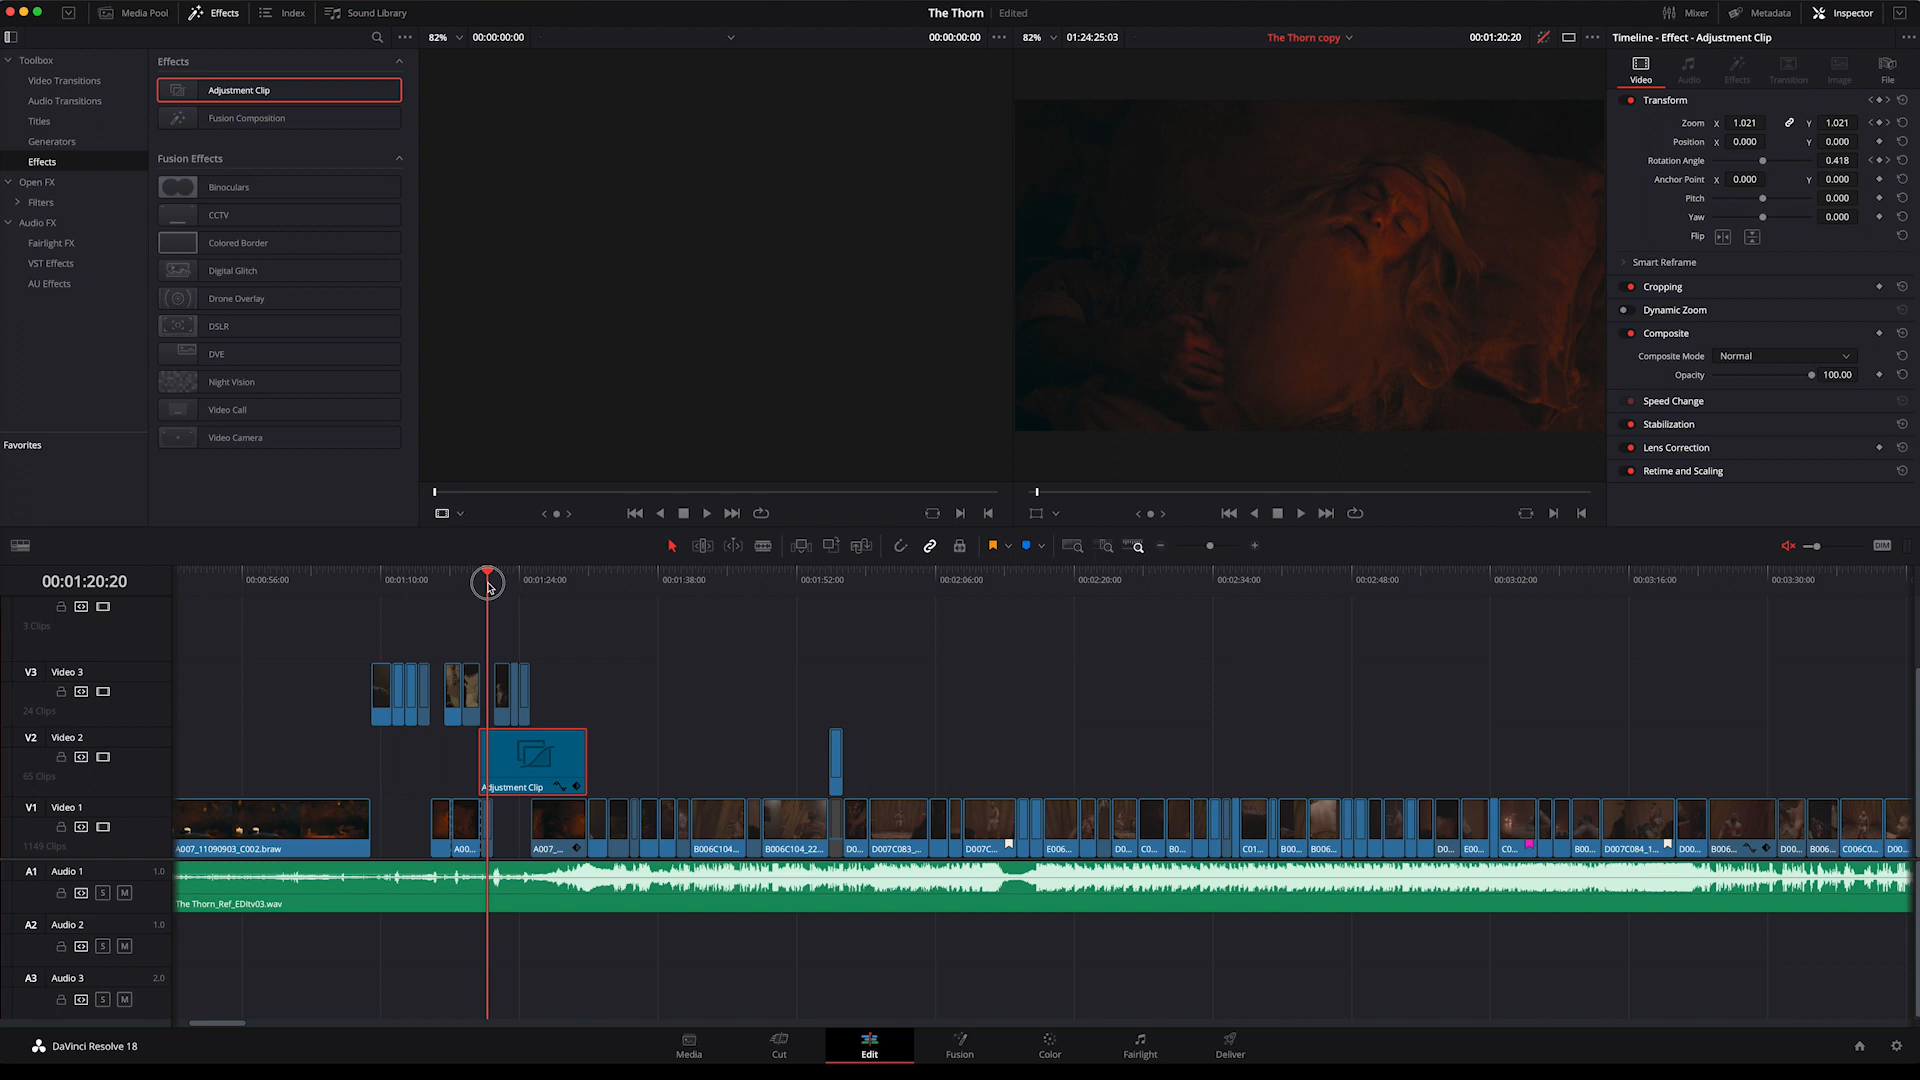 Media Pool Effects Index Sound Library The Thorn Edited Mixer Metadata Inspector
82% 00:00:00:00 00:00:00:00 82% 01:24:25:03 The Thorn copy 00:01:20:20 Timeline - Effect - Adjustment Clip
Toolbox
Video Transitions
Audio Transitions
Titles
Generators
Effects
Open FX
Filters
Audio FX
Fairlight FX
VST Effects
AU Effects
Favorites
Effects
Adjustment Clip
Fusion Composition
Fusion Effects
Binoculars
CCTV
Colored Border
Digital Glitch
Drone Overlay
DSLR
DVE
Night Vision
Video Call
Video Camera
Video Audio Effects Transition Image File
Transform
Zoom X 1.021 Y 1.021
Position X 0.000 Y 0.000
Rotation Angle 0.418
Anchor Point X 0.000 Y 0.000
Pitch 0.000
Yaw 0.000
Flip
Smart Reframe
Cropping
Dynamic Zoom
Composite
Composite Mode Normal
Opacity 100.00
Speed Change
Stabilization
Lens Correction
Retime and Scaling
DIM
00:01:20:20 00:00:56:00 00:01:10:00 00:01:24:00 00:01:38:00 00:01:52:00 00:02:06:00 00:02:20:00 00:02:34:00 00:02:48:00 00:03:02:00 00:03:16:00 00:03:30:00
3 Clips
V3 Video 3
24 Clips
V2 Video 2
65 Clips
Adjustment Clip
V1 Video 1
1149 Clips
A007_11090903_C002.braw A00... A007_... B006C104... B006C104_22... D0... D007C083_... D007C... E006... D0... C0... B00... C01... B00... B006... D0... E00... C0... B00... D007C084_1... D00... B006... D00... B006... C006C0... D00...
A1 Audio 1 1.0
S M
The Thorn_Ref_EDItv03.wav
A2 Audio 2 1.0
S M
A3 Audio 3 2.0
S M
DaVinci Resolve 18 Media Cut Edit Fusion Color Fairlight Deliver